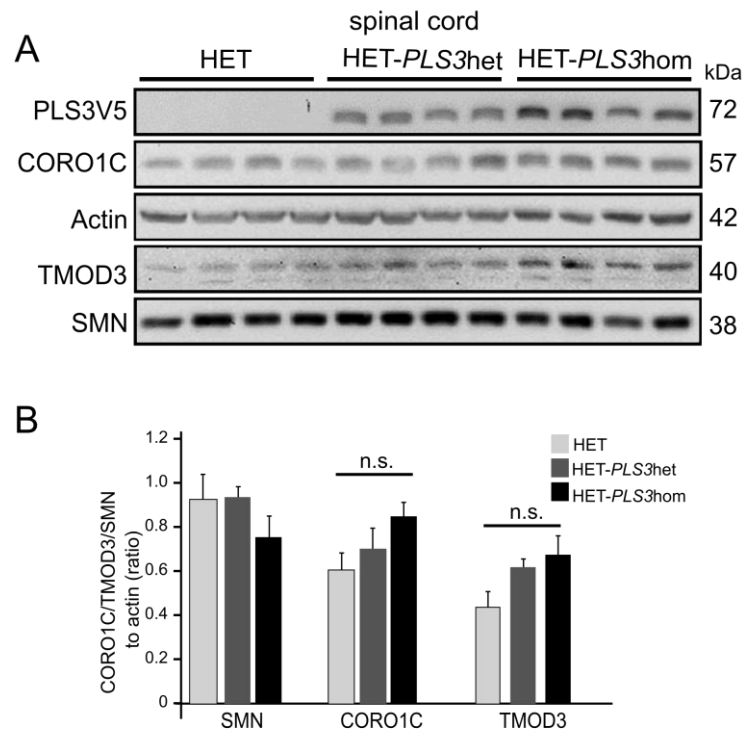 A
spinal cord
HET HET-PLS3het HET-PLS3hom
kDa
PLS3V5 72
CORO1C 57
Actin 42
TMOD3 40
SMN 38
B
CORO1C/TMOD3/SMN
to actin (ratio)
1.2
1.0
0.8
0.6
0.4
0.2
0
HET
HET-PLS3het
HET-PLS3hom
n.s.
n.s.
SMN CORO1C TMOD3